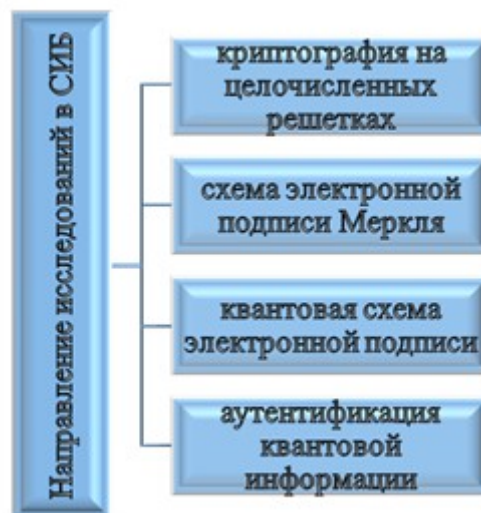 Направление исследований в СИБ
криптография на
целочисленных
решетках
схема электронной
подписи Меркля
квантовая схема
электронной подписи
аутентификация
квантовой
информации